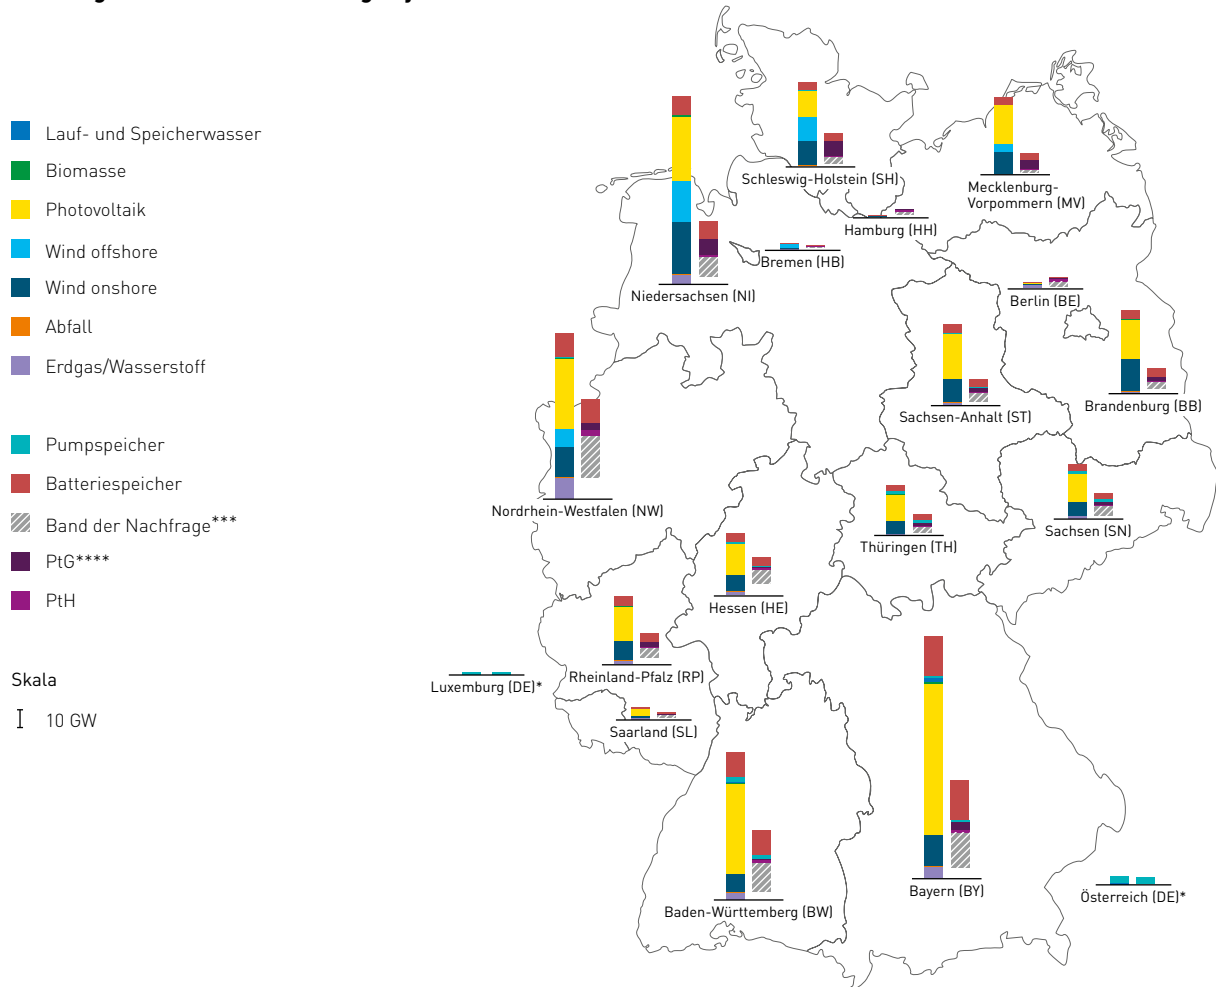 Lauf- und Speicherwasser
Biomasse
Photovoltaik
Wind offshore
Wind onshore
Abfall
Erdgas/Wasserstoff
Pumpspeicher
Batteriespeicher
Band der Nachfrage***
PtG****
PtH
Skala
10 GW
Schleswig-Holstein (SH)
Mecklenburg-
Vorpommern (MV)
Hamburg (HH)
Bremen (HB)
Niedersachsen (NI)
Berlin (BE)
Brandenburg (BB)
Sachsen-Anhalt (ST)
Nordrhein-Westfalen (NW)
Sachsen (SN)
Thüringen (TH)
Hessen (HE)
Rheinland-Pfalz (RP)
Luxemburg (DE)*
Saarland (SL)
Bayern (BY)
Österreich (DE)*
Baden-Württemberg (BW)